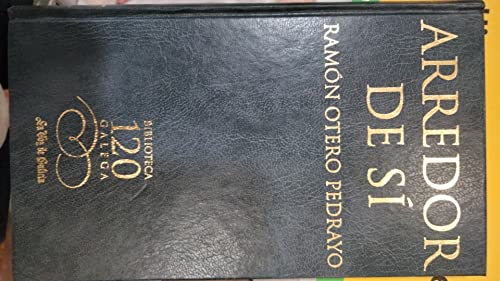 ARREDOR
DE SÍ
RAMÓN OTERO PEDRAYO
BIBLIOTECA
120
GALEGA
La Voz de Galicia